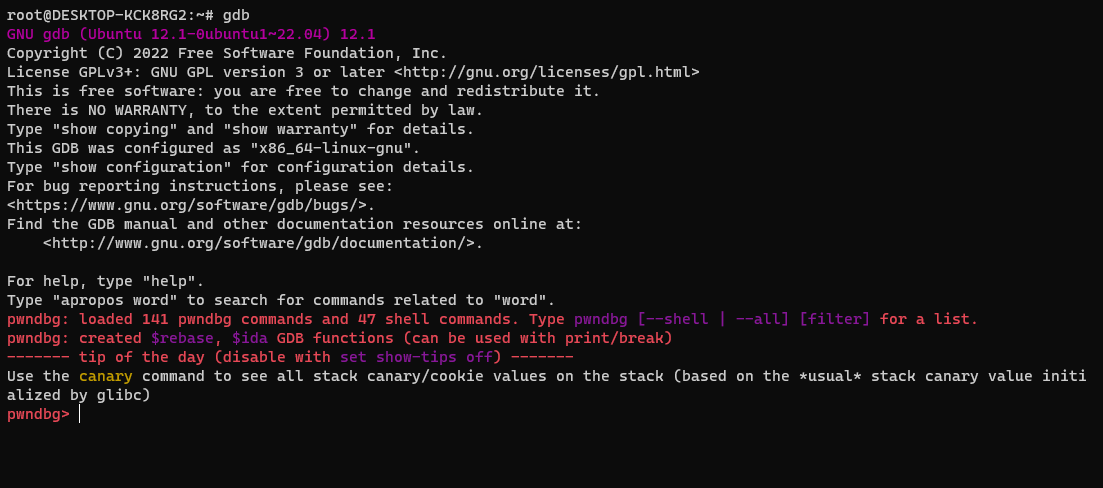 root@DESKTOP-KCK8RG2:~# gdb
GNU gdb (Ubuntu 12.1-0ubuntu1~22.04) 12.1
Copyright (C) 2022 Free Software Foundation, Inc.
License GPLv3+: GNU GPL version 3 or later <http://gnu.org/licenses/gpl.html>
This is free software: you are free to change and redistribute it.
There is NO WARRANTY, to the extent permitted by law.
Type "show copying" and "show warranty" for details.
This GDB was configured as "x86_64-linux-gnu".
Type "show configuration" for configuration details.
For bug reporting instructions, please see:
<https://www.gnu.org/software/gdb/bugs/>.
Find the GDB manual and other documentation resources online at:
    <http://www.gnu.org/software/gdb/documentation/>.

For help, type "help".
Type "apropos word" to search for commands related to "word".
pwndbg: loaded 141 pwndbg commands and 47 shell commands. Type pwndbg [--shell | --all] [filter] for a list.
pwndbg: created $rebase, $ida GDB functions (can be used with print/break)
------- tip of the day (disable with set show-tips off) -------
Use the canary command to see all stack canary/cookie values on the stack (based on the *usual* stack canary value initi
alized by glibc)
pwndbg>